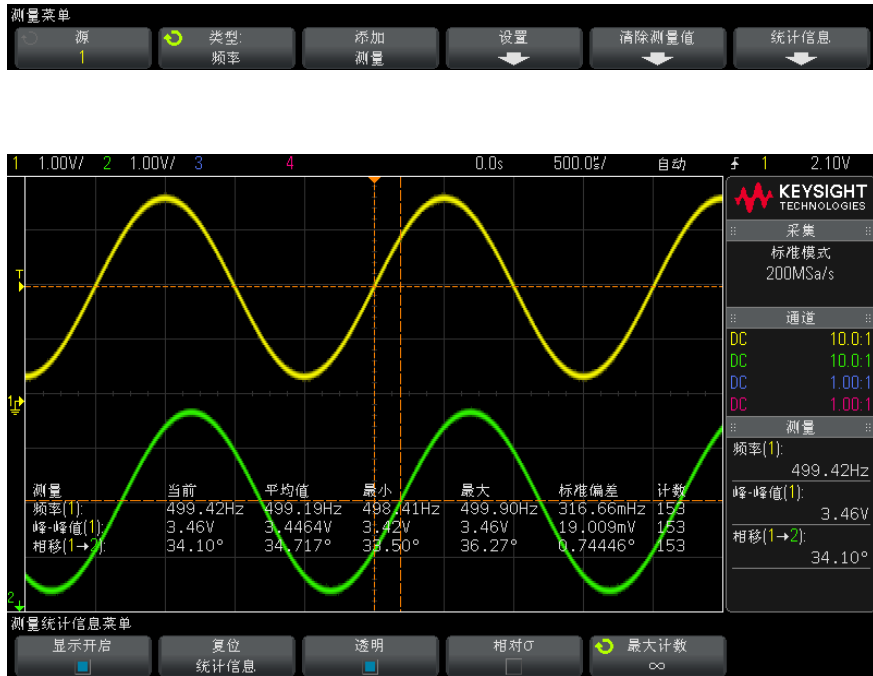 测量菜单
源
1
类型:
频率
添加
测量
设置
清除测量值
统计信息
1 1.00V/ 2 1.00V/ 3 4 0.0s 500.0㎲/ 自动 1 2.10V
KEYSIGHT
TECHNOLOGIES
采集
标准模式
200MSa/s
通道
DC 10.0:1
DC 10.0:1
DC 1.00:1
DC 1.00:1
测量
频率(1):
499.42Hz
峰-峰值(1):
3.46V
相移(1→2):
34.10°
T
1
2
测量 当前 平均值 最小 最大 标准偏差 计数
频率(1): 499.42Hz 499.19Hz 498.41Hz 499.90Hz 316.66mHz 153
峰-峰值(1): 3.46V 3.4464V 3.42V 3.46V 19.009mV 153
相移(1→2): 34.10° 34.717° 33.50° 36.27° 0.74446° 153
测量统计信息菜单
显示开启
复位
统计信息
透明
相对σ
最大计数
∞